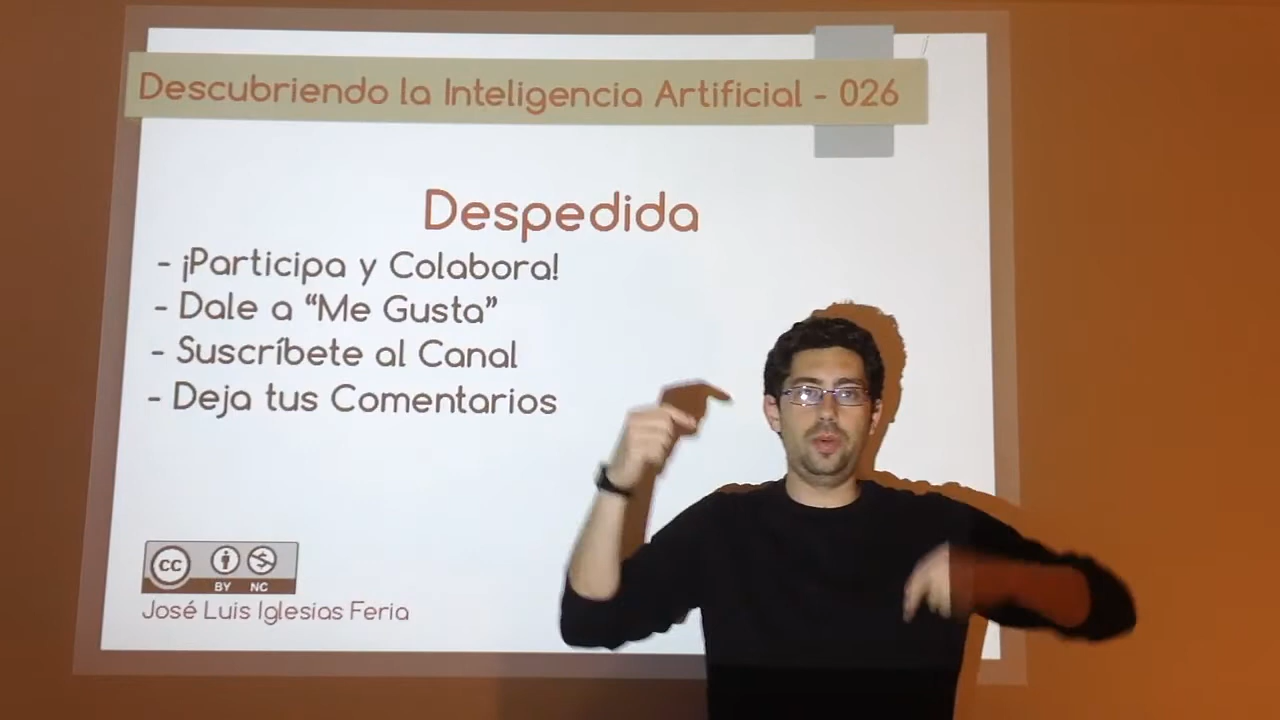 Descubriendo la Inteligencia Artificial - 026
Despedida
- ¡Participa y Colabora!
- Dale a “Me Gusta”
- Suscríbete al Canal
- Deja tus Comentarios
cc
BY NC
José Luis Iglesias Feria